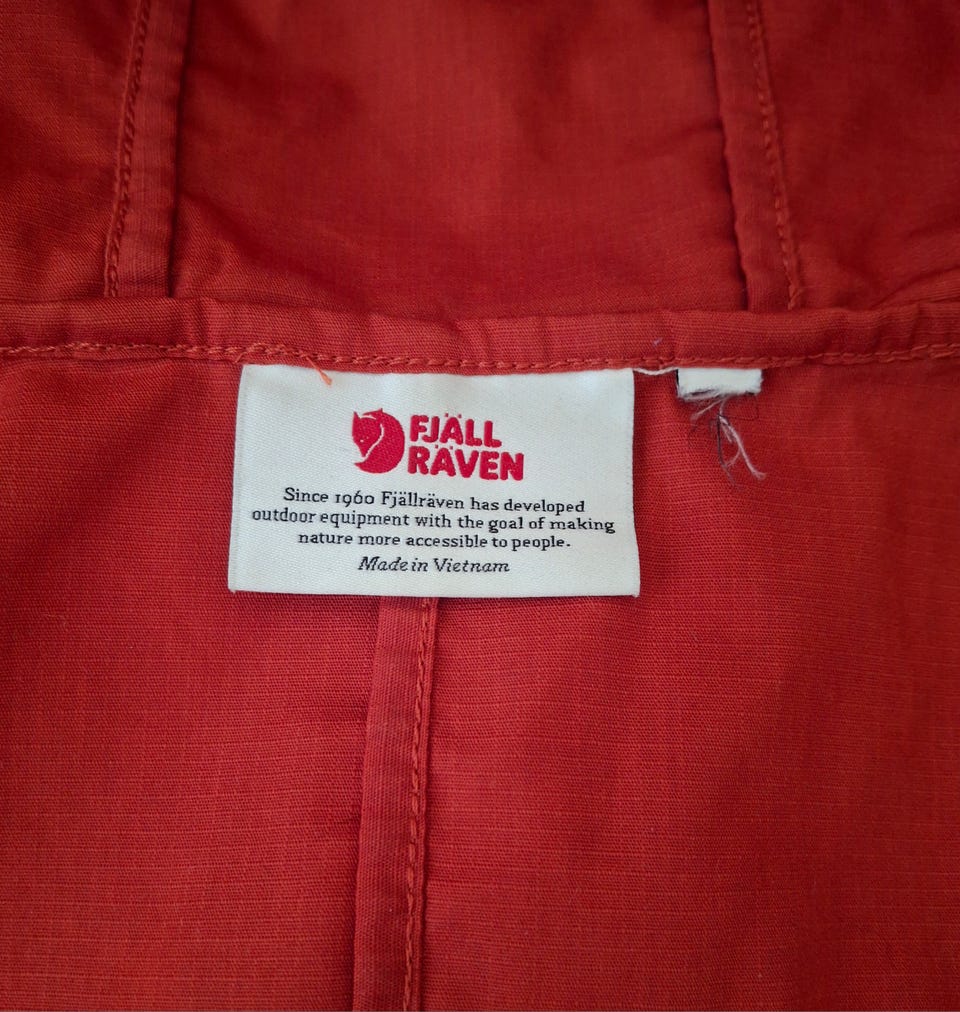 FJÄLL
RÄVEN
Since 1960 Fjällräven has developed
outdoor equipment with the goal of making
nature more accessible to people.
Made in Vietnam